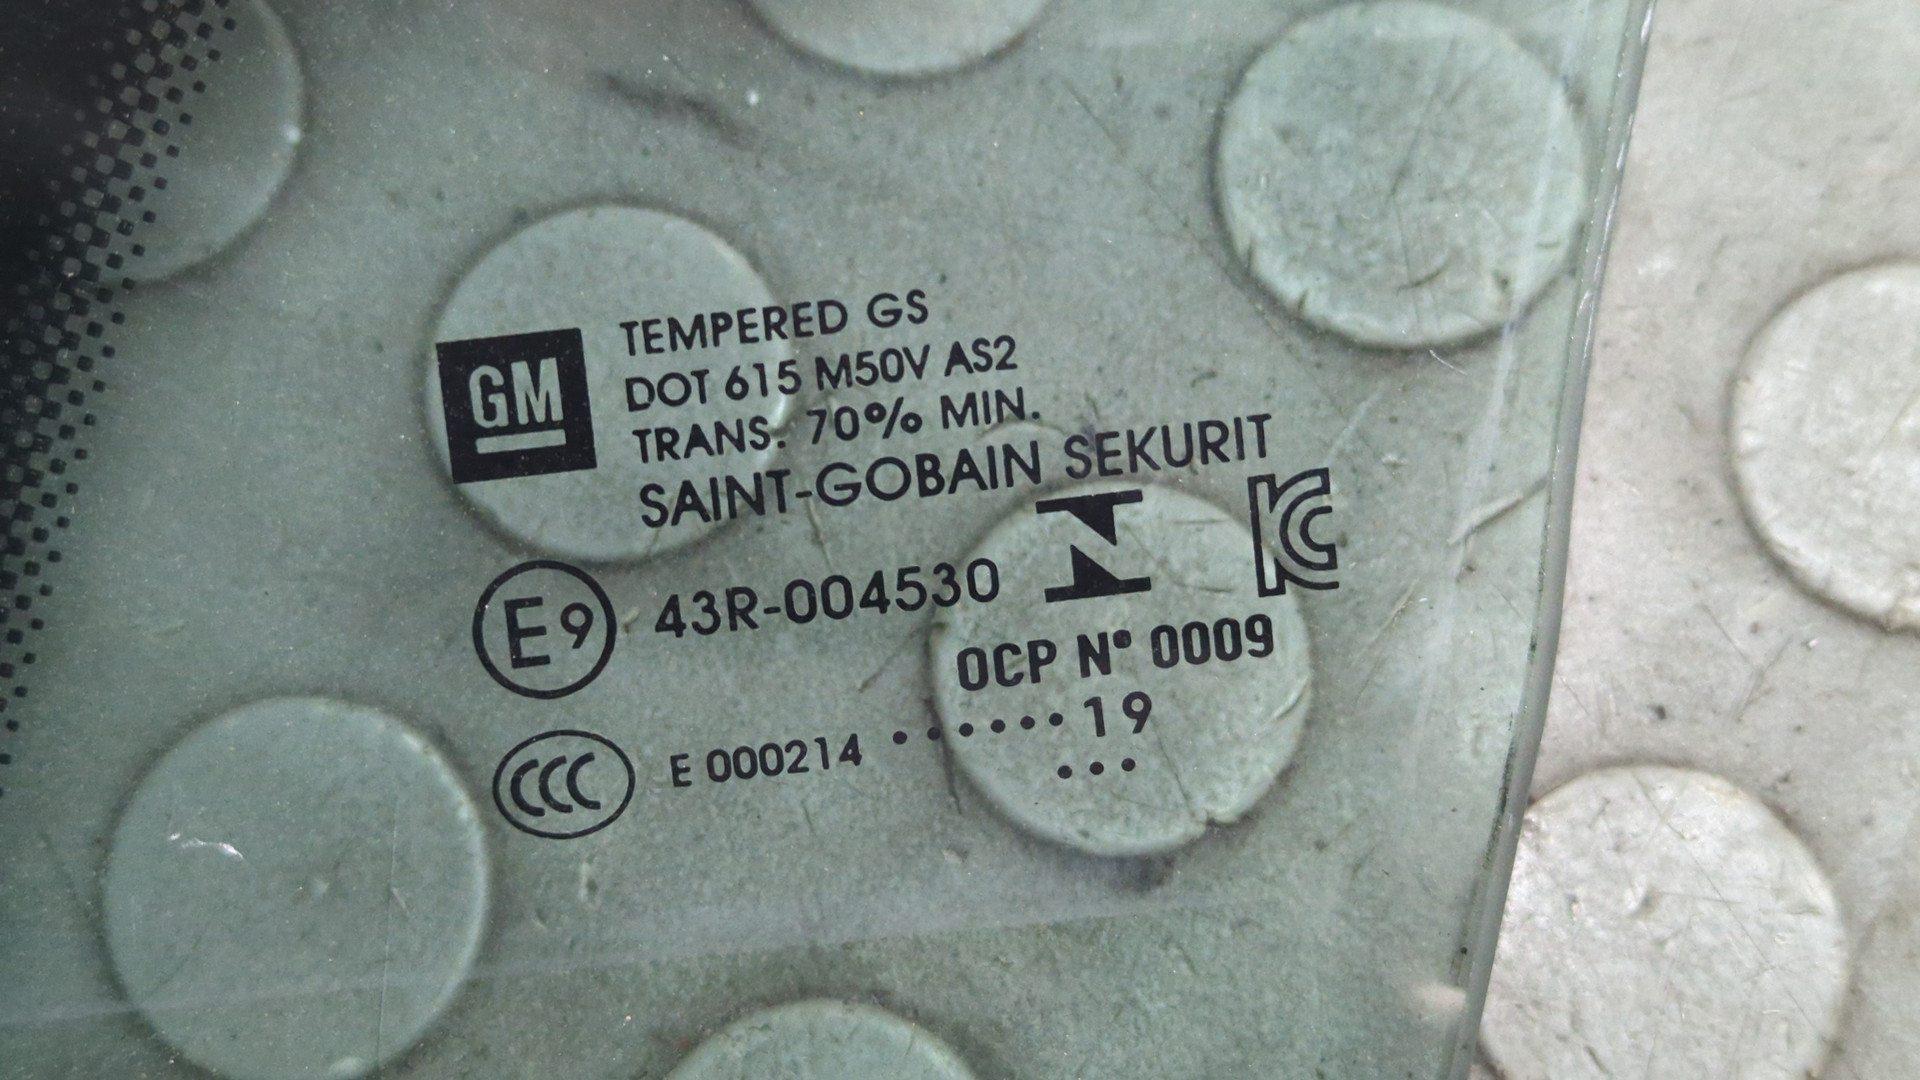 GM
TEMPERED GS
DOT 615 M50V AS2
TRANS. 70% MIN.
SAINT-GOBAIN SEKURIT
E9 43R-004530
OCP N° 0009
CCC E 000214 ·······19
...